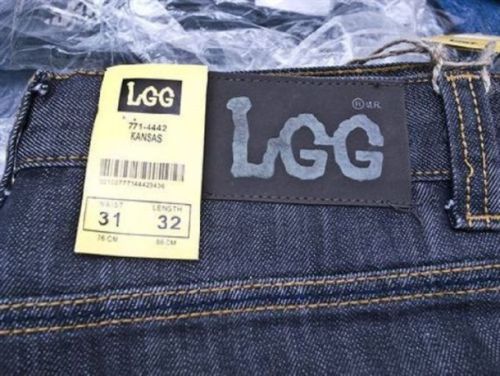 LGG
771-4442
KANSAS
WAIST LENGTH
31 32
76-CM
LGG
® M.R.